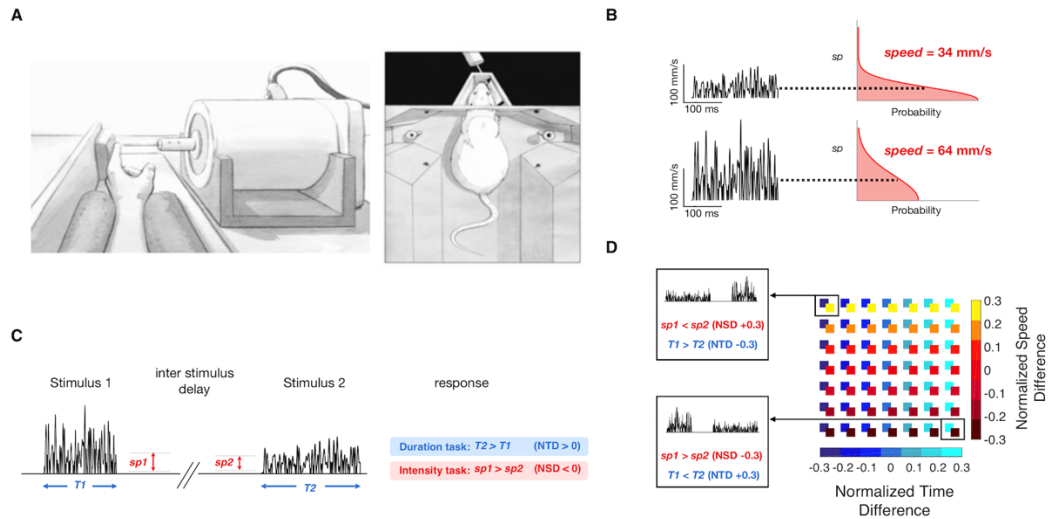 A
B
sp
speed = 34 mm/s
100 mm/s
100 ms
Probability
sp
speed = 64 mm/s
100 mm/s
100 ms
Probability
C
Stimulus 1
inter stimulus
delay
Stimulus 2
response
sp1
sp2
T1
T2
Duration task: T2 > T1 (NTD > 0)
Intensity task: sp1 > sp2 (NSD < 0)
D
sp1 < sp2 (NSD +0.3)
T1 > T2 (NTD -0.3)
sp1 > sp2 (NSD -0.3)
T1 < T2 (NTD +0.3)
0.3
0.2
0.1
0
-0.1
-0.2
-0.3
Normalized Speed
Difference
-0.3 -0.2 -0.1 0 0.1 0.2 0.3
Normalized Time
Difference